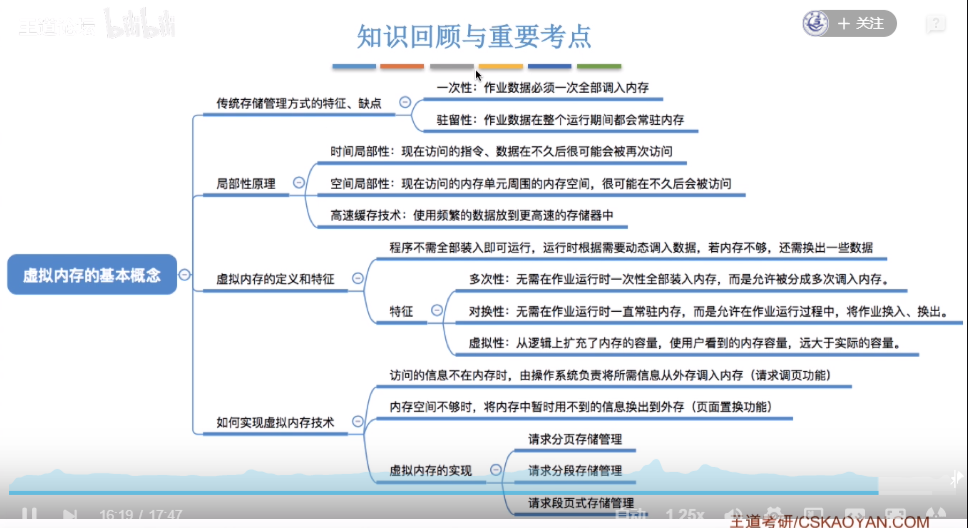 王道论坛 bilibili
+ 关注
?
知识回顾与重要考点
一次性：作业数据必须一次全部调入内存
传统存储管理方式的特征、缺点
驻留性：作业数据在整个运行期间都会常驻内存
时间局部性：现在访问的指令、数据在不久后很可能会被再次访问
局部性原理
空间局部性：现在访问的内存单元周围的内存空间，很可能在不久后会被访问
高速缓存技术：使用频繁的数据放到更高速的存储器中
程序不需全部装入即可运行，运行时根据需要动态调入数据，若内存不够，还需换出一些数据
虚拟内存的基本概念
虚拟内存的定义和特征
多次性：无需在作业运行时一次性全部装入内存，而是允许被分成多次调入内存。
特征
对换性：无需在作业运行时一直常驻内存，而是允许在作业运行过程中，将作业换入、换出。
虚拟性：从逻辑上扩充了内存的容量，使用户看到的内存容量，远大于实际的容量。
访问的信息不在内存时，由操作系统负责将所需信息从外存调入内存（请求调页功能）
内存空间不够时，将内存中暂时用不到的信息换出到外存（页面置换功能）
如何实现虚拟内存技术
请求分页存储管理
虚拟内存的实现
请求分段存储管理
请求段页式存储管理
16:19 / 17:47
自动
1.25x
王道考研/CSKAOYAN.COM